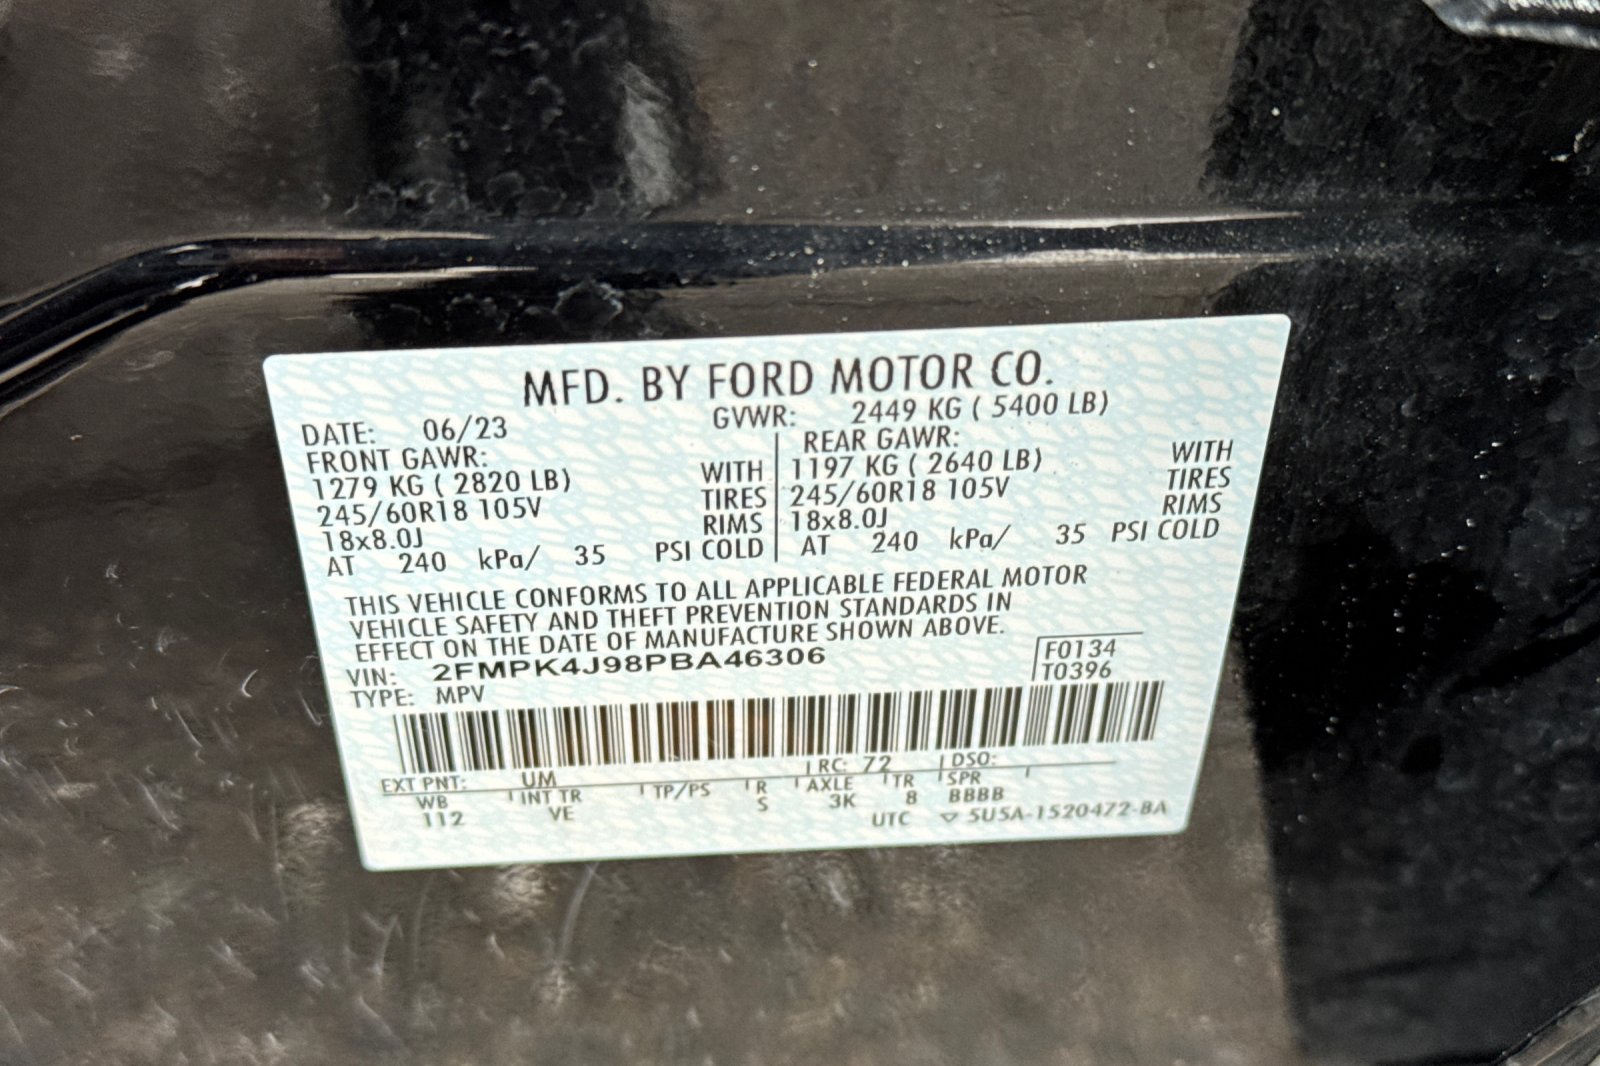 MFD. BY FORD MOTOR CO.
DATE: 06/23 GVWR: 2449 KG ( 5400 LB)
FRONT GAWR: REAR GAWR:
1279 KG ( 2820 LB) WITH 1197 KG ( 2640 LB) WITH
245/60R18 105V TIRES 245/60R18 105V TIRES
18x8.0J RIMS 18x8.0J RIMS
AT 240 kPa/ 35 PSI COLD AT 240 kPa/ 35 PSI COLD
THIS VEHICLE CONFORMS TO ALL APPLICABLE FEDERAL MOTOR
VEHICLE SAFETY AND THEFT PREVENTION STANDARDS IN
EFFECT ON THE DATE OF MANUFACTURE SHOWN ABOVE.
VIN: 2FMPK4J98PBA46306 F0134
TYPE: MPV T0396
EXT PNT: UM RC: 72 DSO:
WB INT TR TP/PS R AXLE TR SPR
112 VE S 3K 8 BBBB
UTC ▽ 5U5A-1520472-BA